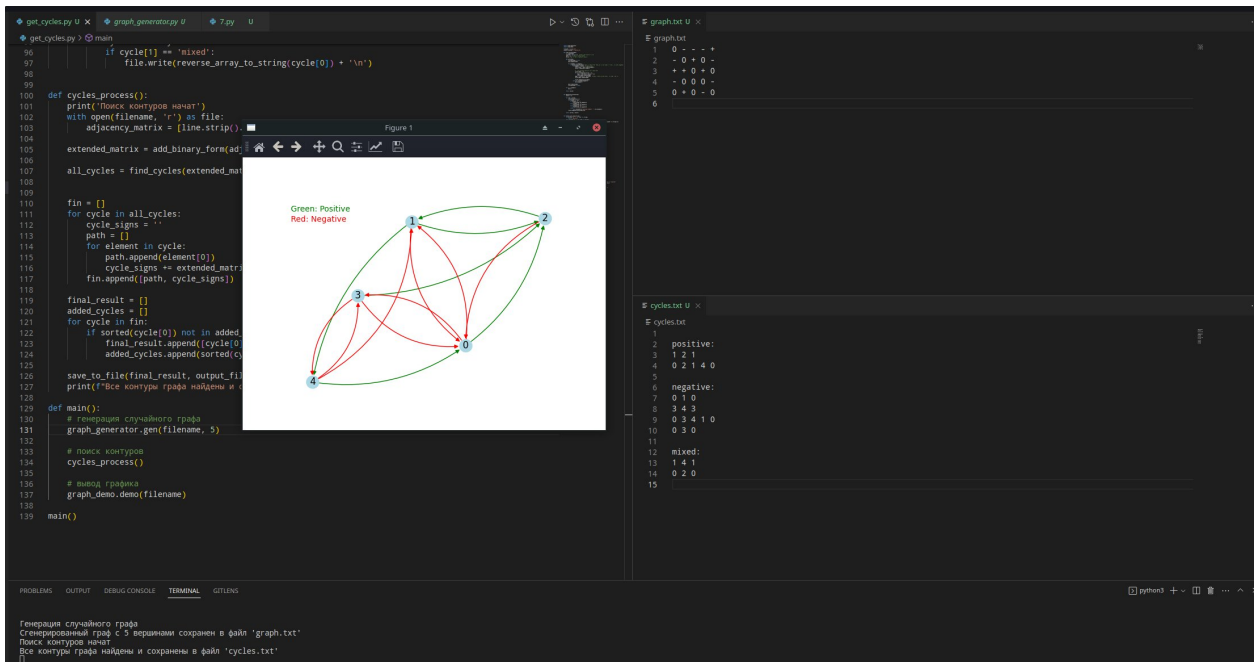 get_cycles.py U
graph_generator.py U
7.py U
get_cycles.py > main
96 if cycle[1] == 'mixed':
97 file.write(reverse_array_to_string(cycle[0]) + '\n')
98
99
100 def cycles_process():
101 print('Поиск контуров начат')
102 with open(filename, 'r') as file:
103 adjacency_matrix = [line.strip().
104
105 extended_matrix = add_binary_form(adj
106
107 all_cycles = find_cycles(extended_mat
108
109
110 fin = []
111 for cycle in all_cycles:
112 cycle_signs = ''
113 path = []
114 for element in cycle:
115 path.append(element[0])
116 cycle_signs += extended_matri
117 fin.append([path, cycle_signs])
118
119 final_result = []
120 added_cycles = []
121 for cycle in fin:
122 if sorted(cycle[0]) not in added_
123 final_result.append([cycle[0
124 added_cycles.append(sorted(cy
125
126 save_to_file(final_result, output_fil
127 print(f"Все контуры графа найдены и с
128
129 def main():
130 # генерация случайного графа
131 graph_generator.gen(filename, 5)
132
133 # поиск контуров
134 cycles_process()
135
136 # вывод графика
137 graph_demo.demo(filename)
138
139 main()
Figure 1
Green: Positive
Red: Negative
1
2
3
0
4
graph.txt U
graph.txt
1 0 - - - +
2 - 0 + 0 -
3 + + 0 + 0
4 - 0 0 0 -
5 0 + 0 - 0
6
cycles.txt U
cycles.txt
1
2 positive:
3 1 2 1
4 0 2 1 4 0
5
6 negative:
7 0 1 0
8 3 4 3
9 0 3 4 1 0
10 0 3 0
11
12 mixed:
13 1 4 1
14 0 2 0
15
PROBLEMS OUTPUT DEBUG CONSOLE TERMINAL GITLENS
python3
Генерация случайного графа
Сгенерированный граф с 5 вершинами сохранен в файл 'graph.txt'
Поиск контуров начат
Все контуры графа найдены и сохранены в файл 'cycles.txt'